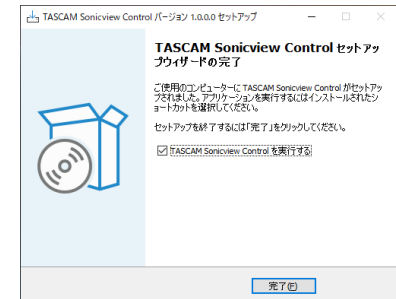 TASCAM Sonicview Control バージョン 1.0.0.0 セットアップ
TASCAM Sonicview Control セットアッ
プウィザードの完了
ご使用のコンピューターに TASCAM Sonicview Control がセットアッ
プされました。アプリケーションを実行するにはインストールされたショ
ートカットを選択してください。
セットアップを終了するには「完了」をクリックしてください。
TASCAM Sonicview Control を実行する
完了(F)